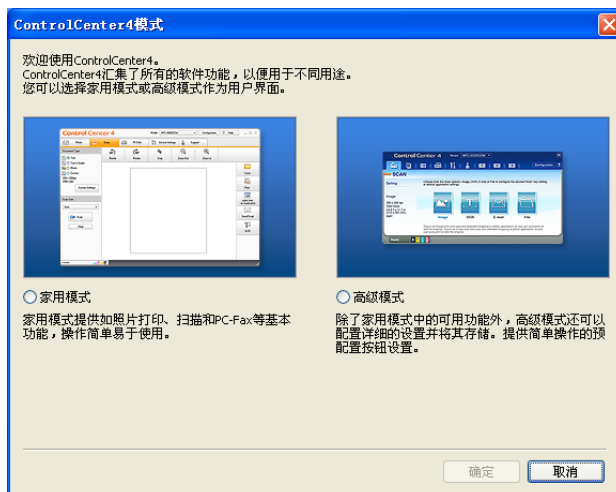 ControlCenter4模式
欢迎使用ControlCenter4。
ControlCenter4汇集了所有的软件功能，以便用于不同用途。
您可以选择家用模式或高级模式作为用户界面。
Control Center 4
Control Center 4
SCAN
Image
OCR
E-mail
File
家用模式
家用模式提供如照片打印、扫描和PC-Fax等基本
功能，操作简单易于使用。
高级模式
除了家用模式中的可用功能外，高级模式还可以
配置详细的设置并将其存储。提供简单操作的预
配置按钮设置。
确定
取消